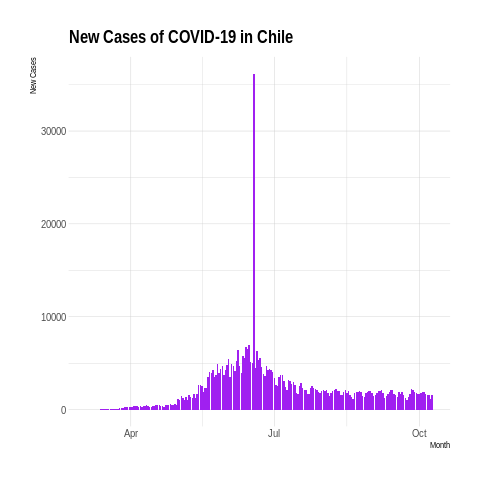 New Cases of COVID-19 in Chile
New Cases
30000
20000
10000
0
Apr Jul Oct
Month